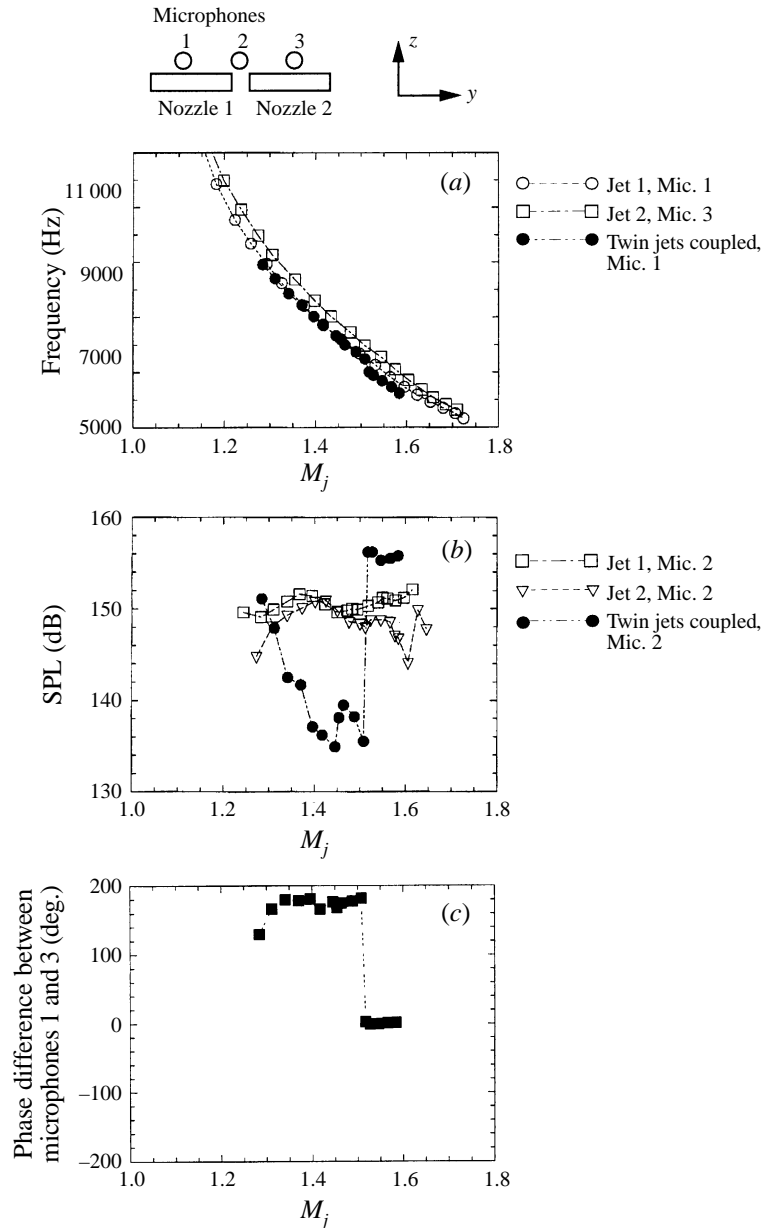 Microphones
1 2 3
Nozzle 1 Nozzle 2
z
y
(a)
11 000
9000
7000
5000
Frequency (Hz)
1.0 1.2 1.4 1.6 1.8
M_j
Jet 1, Mic. 1
Jet 2, Mic. 3
Twin jets coupled,
Mic. 1
(b)
160
150
140
130
SPL (dB)
1.0 1.2 1.4 1.6 1.8
M_j
Jet 1, Mic. 2
Jet 2, Mic. 2
Twin jets coupled,
Mic. 2
(c)
200
100
0
−100
−200
Phase difference between
microphones 1 and 3 (deg.)
1.0 1.2 1.4 1.6 1.8
M_j